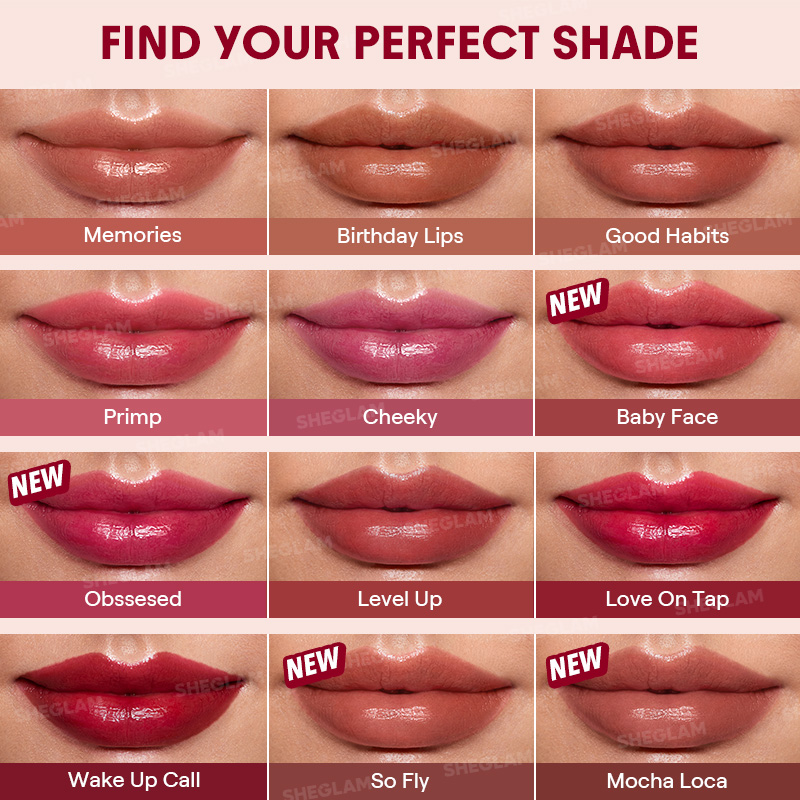 FIND YOUR PERFECT SHADE
Memories
Birthday Lips
Good Habits
Primp
Cheeky
NEW
Baby Face
NEW
Obssesed
Level Up
Love On Tap
Wake Up Call
NEW
So Fly
NEW
Mocha Loca
SHEGLAM